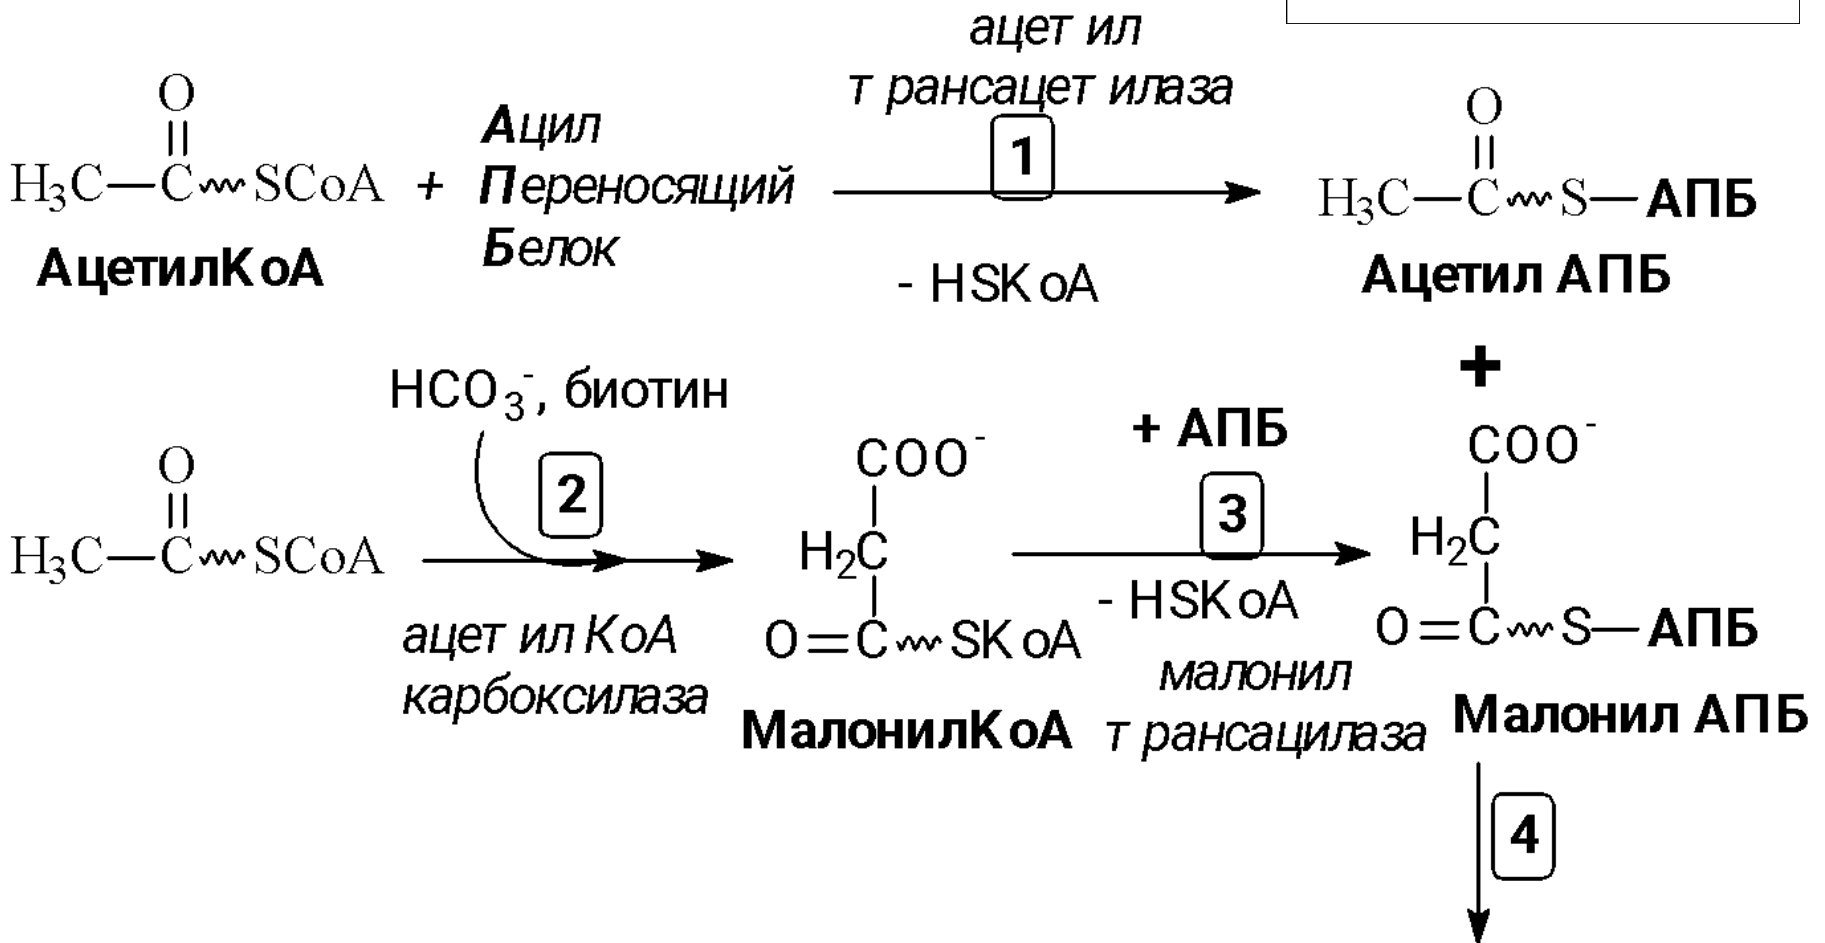 ацет ил
т рансацет илаза
1
O
H₃C—C~SCoA + Ацил
Переносящий
Белок
АцетилКоА
- HSKoA
O
H₃C—C~S—АПБ
Ацетил АПБ
+
HCO₃⁻, биотин
2
O
H₃C—C~SCoA
ацет ил КоА
карбоксилаза
COO⁻
H₂C
O=C~SKoA
МалонилКоА
+ АПБ
3
- HSKoA
малонил
т рансацилаза
COO⁻
H₂C
O=C~S—АПБ
Малонил АПБ
4